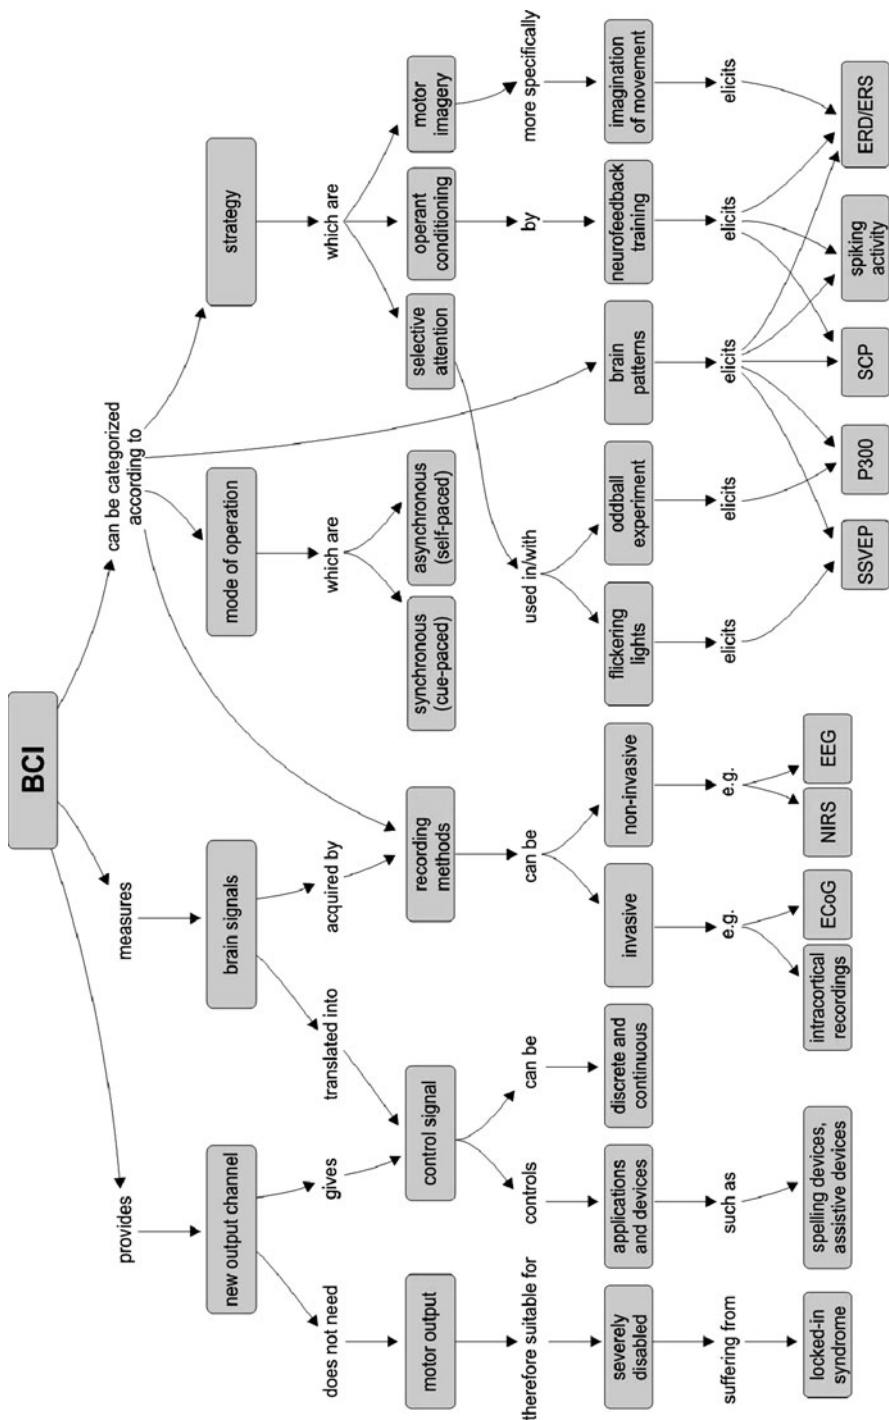 BCI
provides
measures
can be categorized
according to
new output channel
brain signals
mode of operation
strategy
does not need
gives
translated into
acquired by
which are
which are
motor output
control signal
recording
methods
synchronous
(cue-paced)
asynchronous
(self-paced)
selective
attention
operant
conditioning
motor
imagery
therefore suitable for
controls
can be
can be
used in/with
by
more specifically
severely
disabled
applications
and devices
discrete and
continuous
invasive
non-invasive
flickering
lights
oddball
experiment
brain
patterns
neurofeedback
training
imagination
of movement
suffering from
such as
e.g.
e.g.
elicits
elicits
elicits
elicits
elicits
locked-in
syndrome
spelling devices,
assistive devices
intracortical
recordings
ECoG
NIRS
EEG
SSVEP
P300
SCP
spiking
activity
ERD/ERS